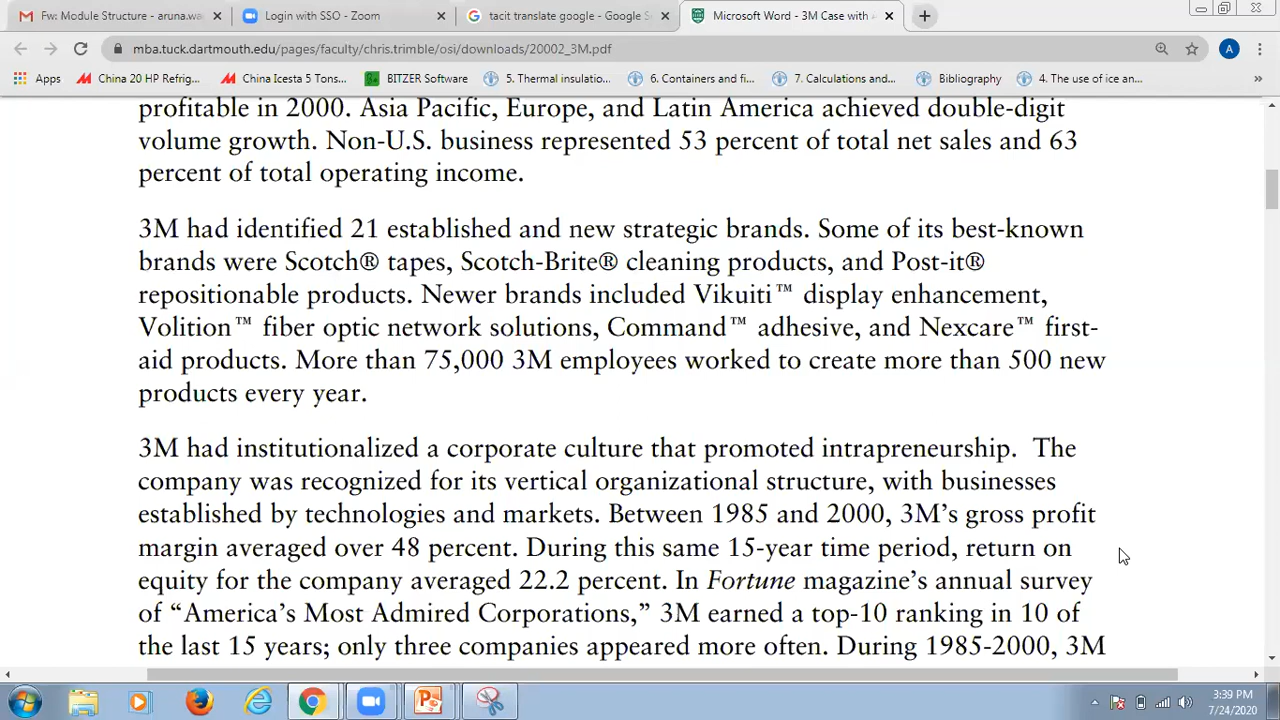 Fw: Module Structure - aruna.wa
Login with SSO - Zoom
tacit translate google - Google S
Microsoft Word - 3M Case with
mba.tuck.dartmouth.edu/pages/faculty/chris.trimble/osi/downloads/20002_3M.pdf
A
Apps
China 20 HP Refrig...
China Icesta 5 Tons...
BITZER Software
5. Thermal insulatio...
6. Containers and fi...
7. Calculations and...
Bibliography
4. The use of ice an...
»
profitable in 2000. Asia Pacific, Europe, and Latin America achieved double-digit
volume growth. Non-U.S. business represented 53 percent of total net sales and 63
percent of total operating income.
3M had identified 21 established and new strategic brands. Some of its best-known
brands were Scotch® tapes, Scotch-Brite® cleaning products, and Post-it®
repositionable products. Newer brands included Vikuiti™ display enhancement,
Volition™ fiber optic network solutions, Command™ adhesive, and Nexcare™ first-
aid products. More than 75,000 3M employees worked to create more than 500 new
products every year.
3M had institutionalized a corporate culture that promoted intrapreneurship. The
company was recognized for its vertical organizational structure, with businesses
established by technologies and markets. Between 1985 and 2000, 3M's gross profit
margin averaged over 48 percent. During this same 15-year time period, return on
equity for the company averaged 22.2 percent. In Fortune magazine's annual survey
of “America's Most Admired Corporations,” 3M earned a top-10 ranking in 10 of
the last 15 years; only three companies appeared more often. During 1985-2000, 3M
3:39 PM
7/24/2020